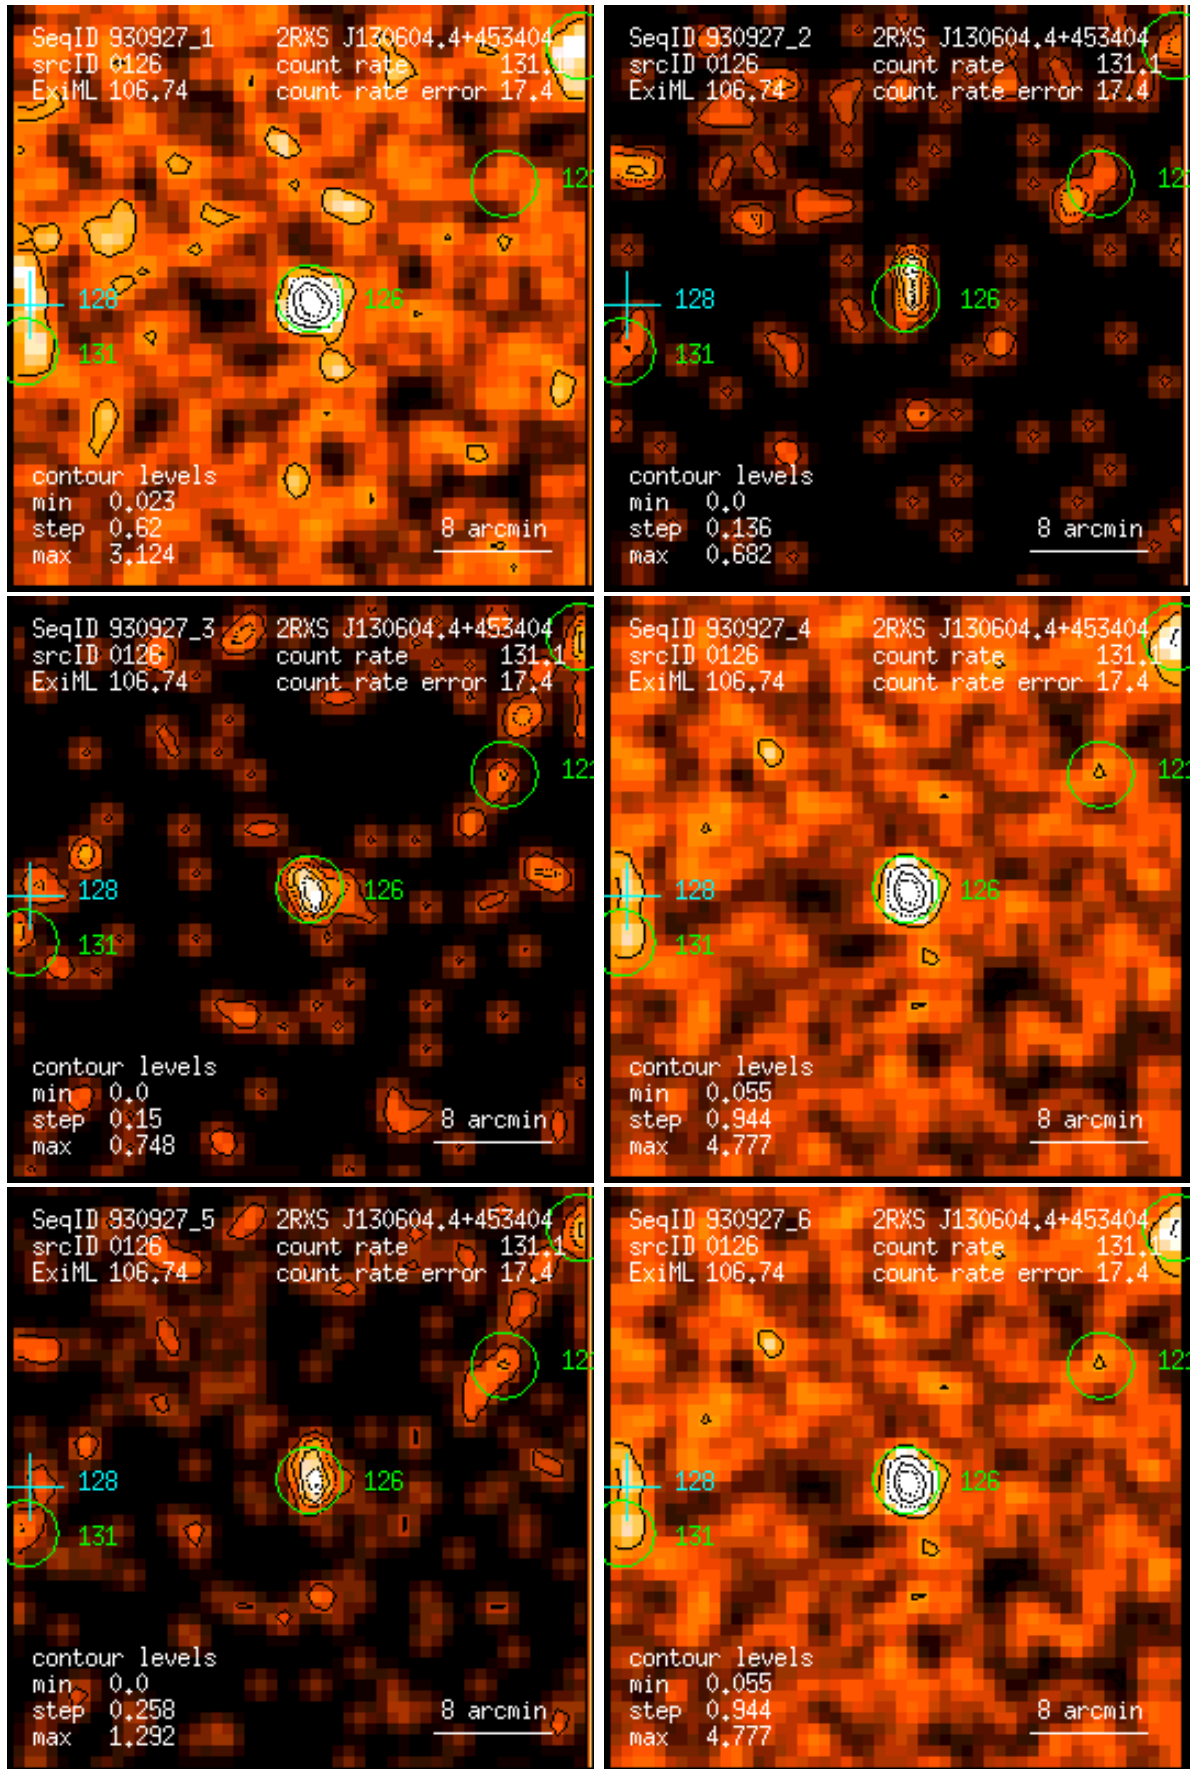 SeqID 930927_1 2RXS J130604.4+453404
srcID 0126 count rate 131.1
ExiML 106.74 count rate error 17.4
121
128
126
131
contour levels
min 0.023
step 0.62
max 3.124
8 arcmin
SeqID 930927_2 2RXS J130604.4+453404
srcID 0126 count rate 131.1
ExiML 106.74 count rate error 17.4
12
128
126
131
contour levels
min 0.0
step 0.136
max 0.682
8 arcmin
SeqID 930927_3 2RXS J130604.4+453404
srcID 0126 count rate 131.1
ExiML 106.74 count rate error 17.4
121
128
126
131
contour levels
min 0.0
step 0.15
max 0.748
8 arcmin
SeqID 930927_4 2RXS J130604.4+453404
srcID 0126 count rate 131.1
ExiML 106.74 count rate error 17.4
12
128
126
131
contour levels
min 0.055
step 0.944
max 4.777
8 arcmin
SeqID 930927_5 2RXS J130604.4+453404
srcID 0126 count rate 131.1
ExiML 106.74 count rate error 17.4
121
128
126
131
contour levels
min 0.0
step 0.258
max 1.292
8 arcmin
SeqID 930927_6 2RXS J130604.4+453404
srcID 0126 count rate 131.1
ExiML 106.74 count rate error 17.4
12
128
126
131
contour levels
min 0.055
step 0.944
max 4.777
8 arcmin